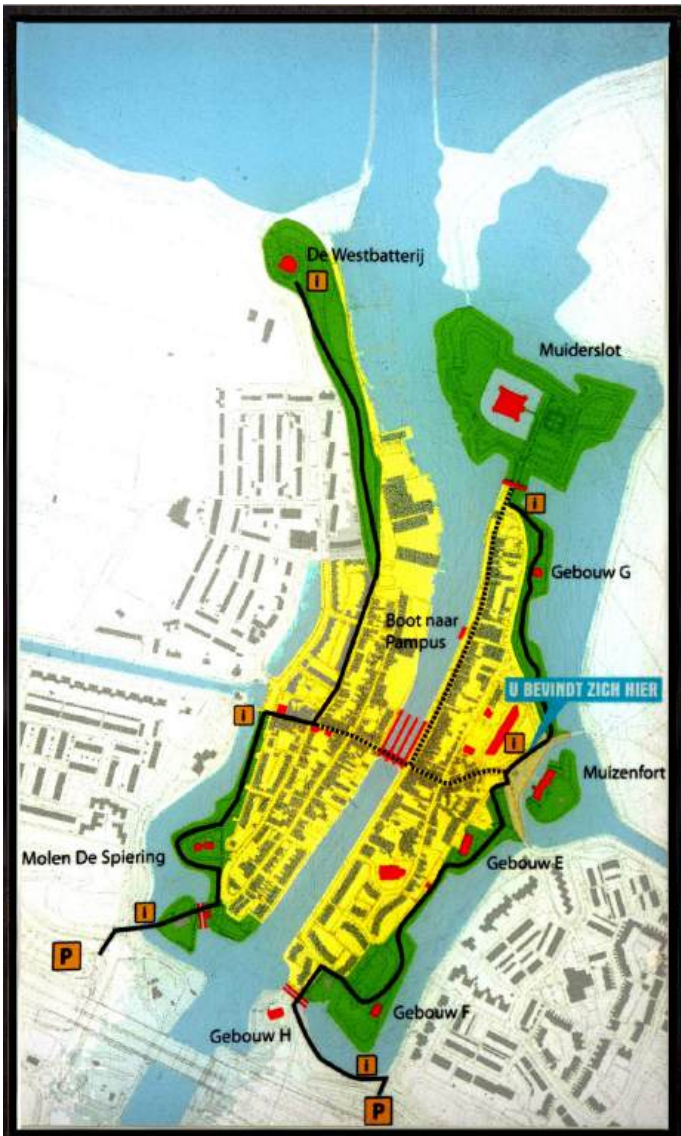 De Westbatterij
i
Muiderslot
i
Gebouw G
Boot naar
Pampus
U BEVINDT ZICH HIER
i
i
Muizenfort
Molen De Spiering
Gebouw E
i
P
Gebouw F
Gebouw H
i
P